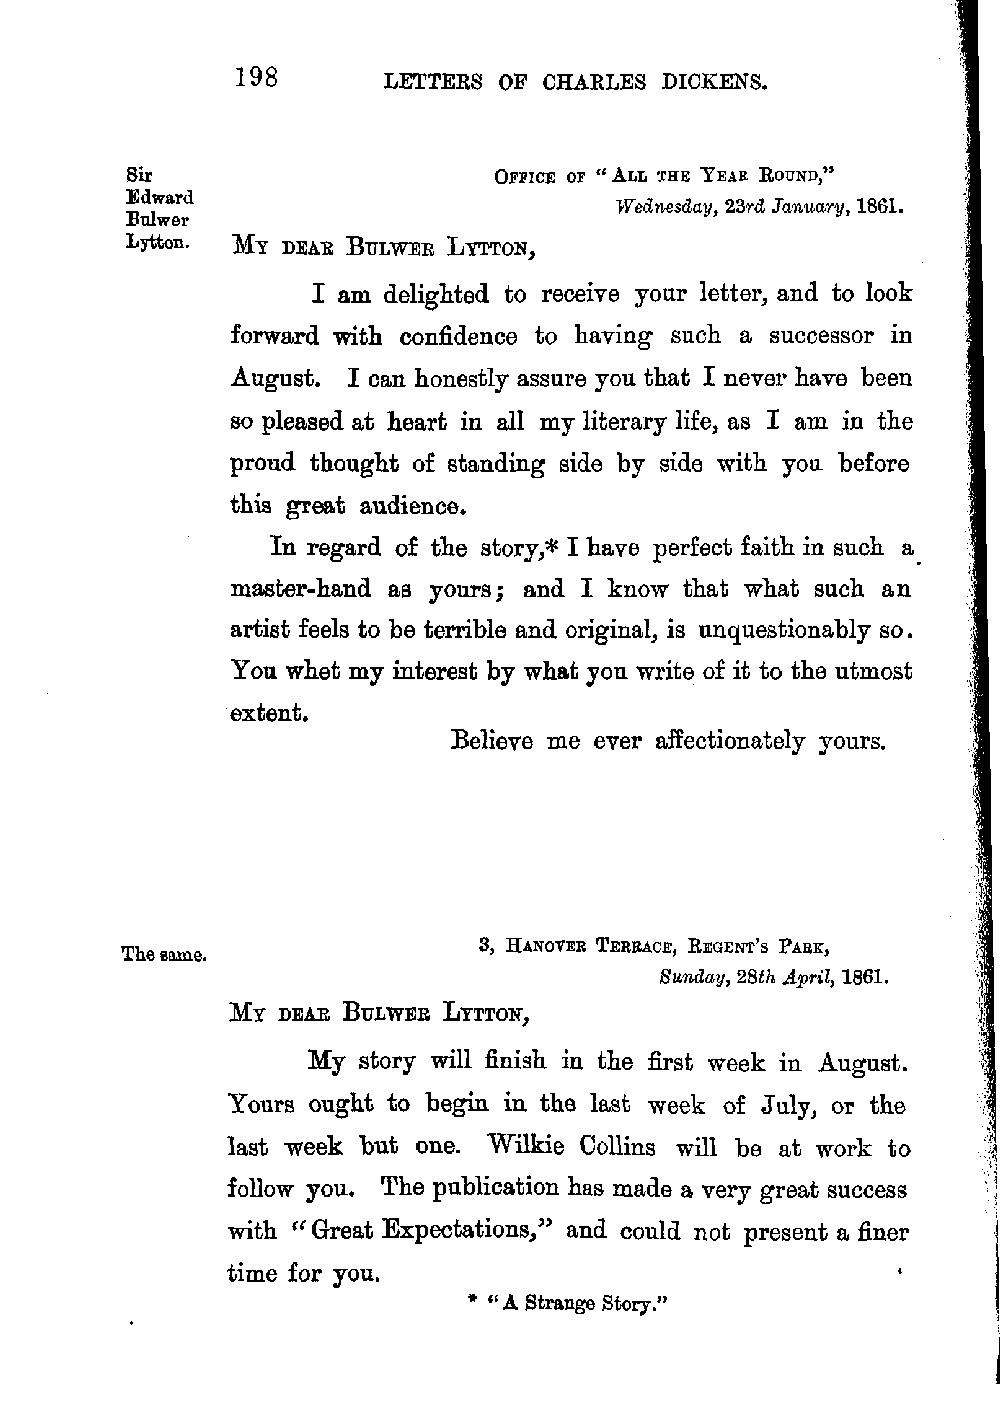 198 LETTERS OF CHARLES DICKENS.
Sir
Edward
Bulwer
Lytton.
OFFICE OF "ALL THE YEAR ROUND,"
Wednesday, 23rd January, 1861.
MY DEAR BULWER LYTTON,
I am delighted to receive your letter, and to look
forward with confidence to having such a successor in
August. I can honestly assure you that I never have been
so pleased at heart in all my literary life, as I am in the
proud thought of standing side by side with you before
this great audience.
In regard of the story,* I have perfect faith in such a
master-hand as yours; and I know that what such an
artist feels to be terrible and original, is unquestionably so.
You whet my interest by what you write of it to the utmost
extent.
Believe me ever affectionately yours.
The same.
3, HANOVER TERRACE, REGENT'S PARK,
Sunday, 28th April, 1861.
MY DEAR BULWER LYTTON,
My story will finish in the first week in August.
Yours ought to begin in the last week of July, or the
last week but one. Wilkie Collins will be at work to
follow you. The publication has made a very great success
with "Great Expectations," and could not present a finer
time for you.
* "A Strange Story."